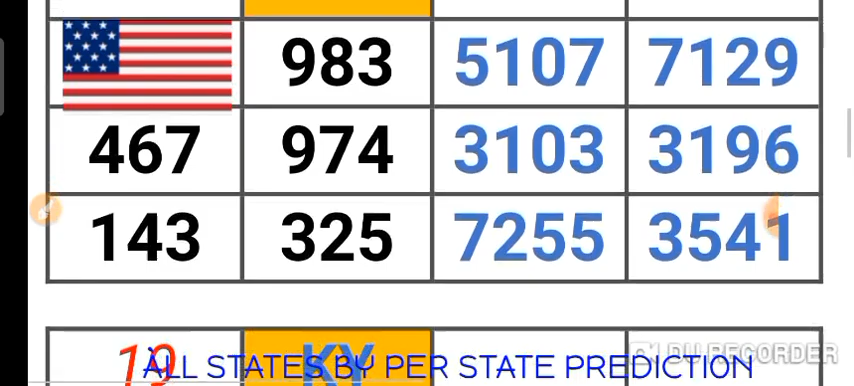 983 5107 7129
467 974 3103 3196
143 325 7255 3541
19 KY
ALL STATES BY PER STATE PREDICTION
DU RECORDER